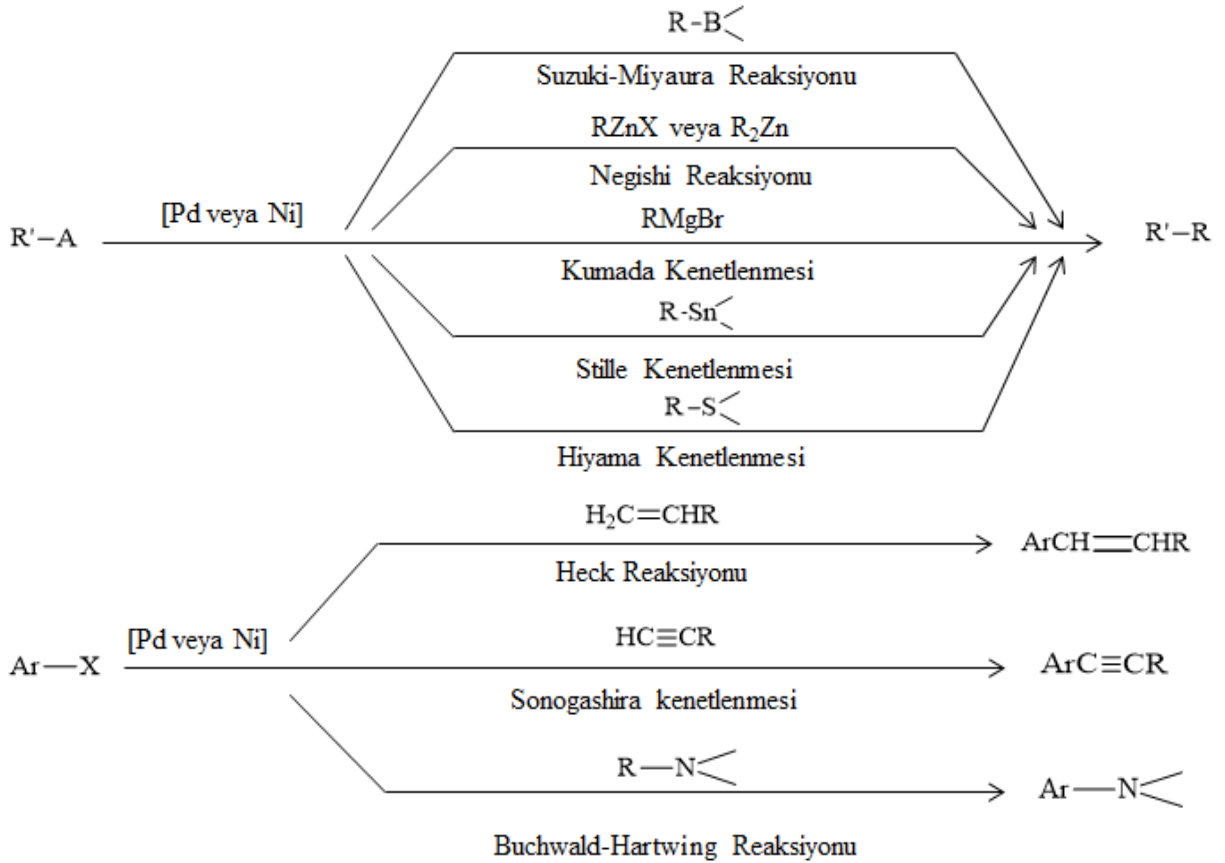 R-B
Suzuki-Miyaura Reaksiyonu
RZnX veya R₂Zn
Negishi Reaksiyonu
R'–A
[Pd veya Ni]
RMgBr
R'–R
Kumada Kenetlenmesi
R-Sn
Stille Kenetlenmesi
R–S
Hiyama Kenetlenmesi
H₂C=CHR
ArCH=CHR
Heck Reaksiyonu
Ar—X
[Pd veya Ni]
HC≡CR
ArC≡CR
Sonogashira kenetlenmesi
R—N
Ar—N
Buchwald-Hartwing Reaksiyonu